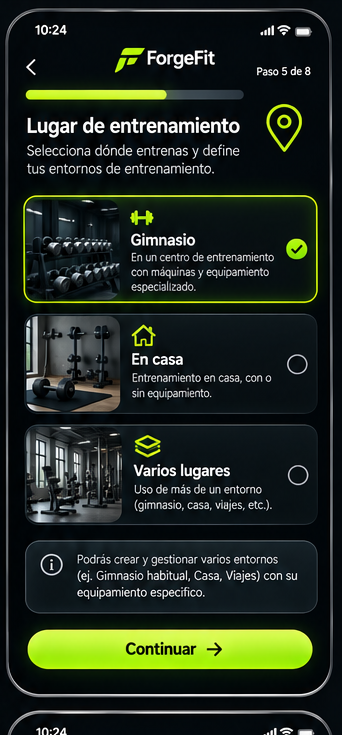 10:24
ForgeFit
Paso 5 de 8
Lugar de entrenamiento
Selecciona dónde entrenas y define
tus entornos de entrenamiento.
Gimnasio
En un centro de entrenamiento
con máquinas y equipamiento
especializado.
En casa
Entrenamiento en casa, con o
sin equipamiento.
Varios lugares
Uso de más de un entorno
(gimnasio, casa, viajes, etc.).
Podrás crear y gestionar varios entornos
(ej. Gimnasio habitual, Casa, Viajes) con su
equipamiento específico.
Continuar
10:24